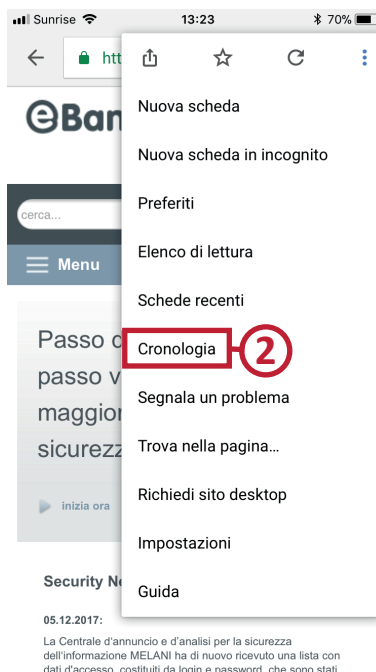 Sunrise 13:23 70%
htt
eBan
cerca...
Menu
Passo d
passo v
maggior
sicurezz
inizia ora
Nuova scheda
Nuova scheda in incognito
Preferiti
Elenco di lettura
Schede recenti
Cronologia 2
Segnala un problema
Trova nella pagina...
Richiedi sito desktop
Impostazioni
Guida
Security Ne
05.12.2017:
La Centrale d'annuncio e d'analisi per la sicurezza
dell'informazione MELANI ha di nuovo ricevuto una lista con
dati d'accesso, costituiti da login e password, che sono stati